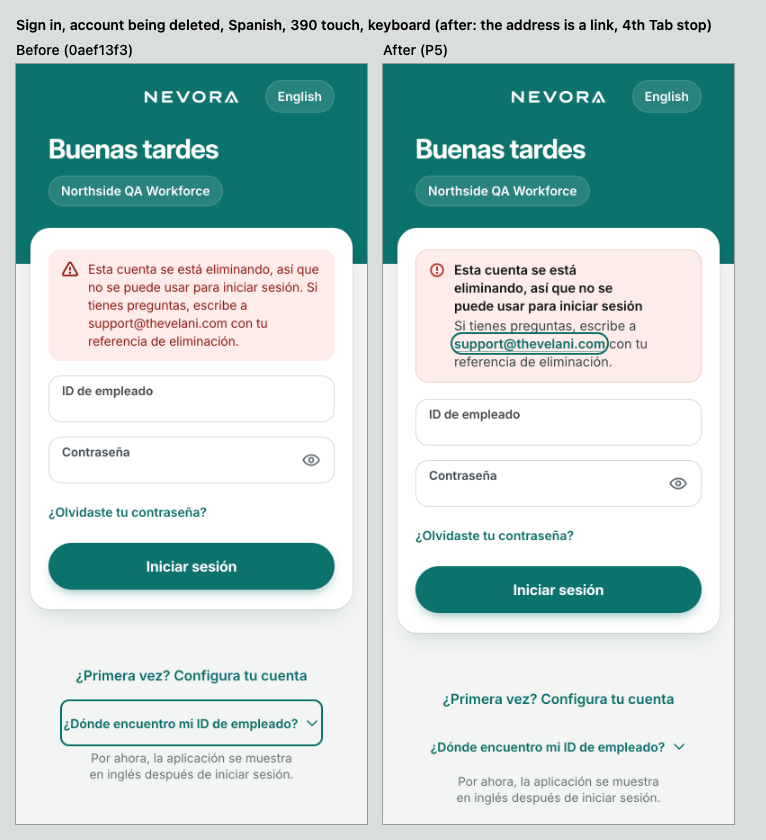 Sign in, account being deleted, Spanish, 390 touch, keyboard (after: the address is a link, 4th Tab stop)
Before (0aef13f3)
NEVORA
English
Buenas tardes
Northside QA Workforce
Esta cuenta se está eliminando, así que
no se puede usar para iniciar sesión. Si
tienes preguntas, escribe a
support@thevelani.com con tu
referencia de eliminación.
ID de empleado
Contraseña
¿Olvidaste tu contraseña?
Iniciar sesión
¿Primera vez? Configura tu cuenta
¿Dónde encuentro mi ID de empleado?
Por ahora, la aplicación se muestra
en inglés después de iniciar sesión.
After (P5)
NEVORA
English
Buenas tardes
Northside QA Workforce
Esta cuenta se está
eliminando, así que no se
puede usar para iniciar sesión
Si tienes preguntas, escribe a
support@thevelani.com con tu
referencia de eliminación.
ID de empleado
Contraseña
¿Olvidaste tu contraseña?
Iniciar sesión
¿Primera vez? Configura tu cuenta
¿Dónde encuentro mi ID de empleado?
Por ahora, la aplicación se muestra
en inglés después de iniciar sesión.